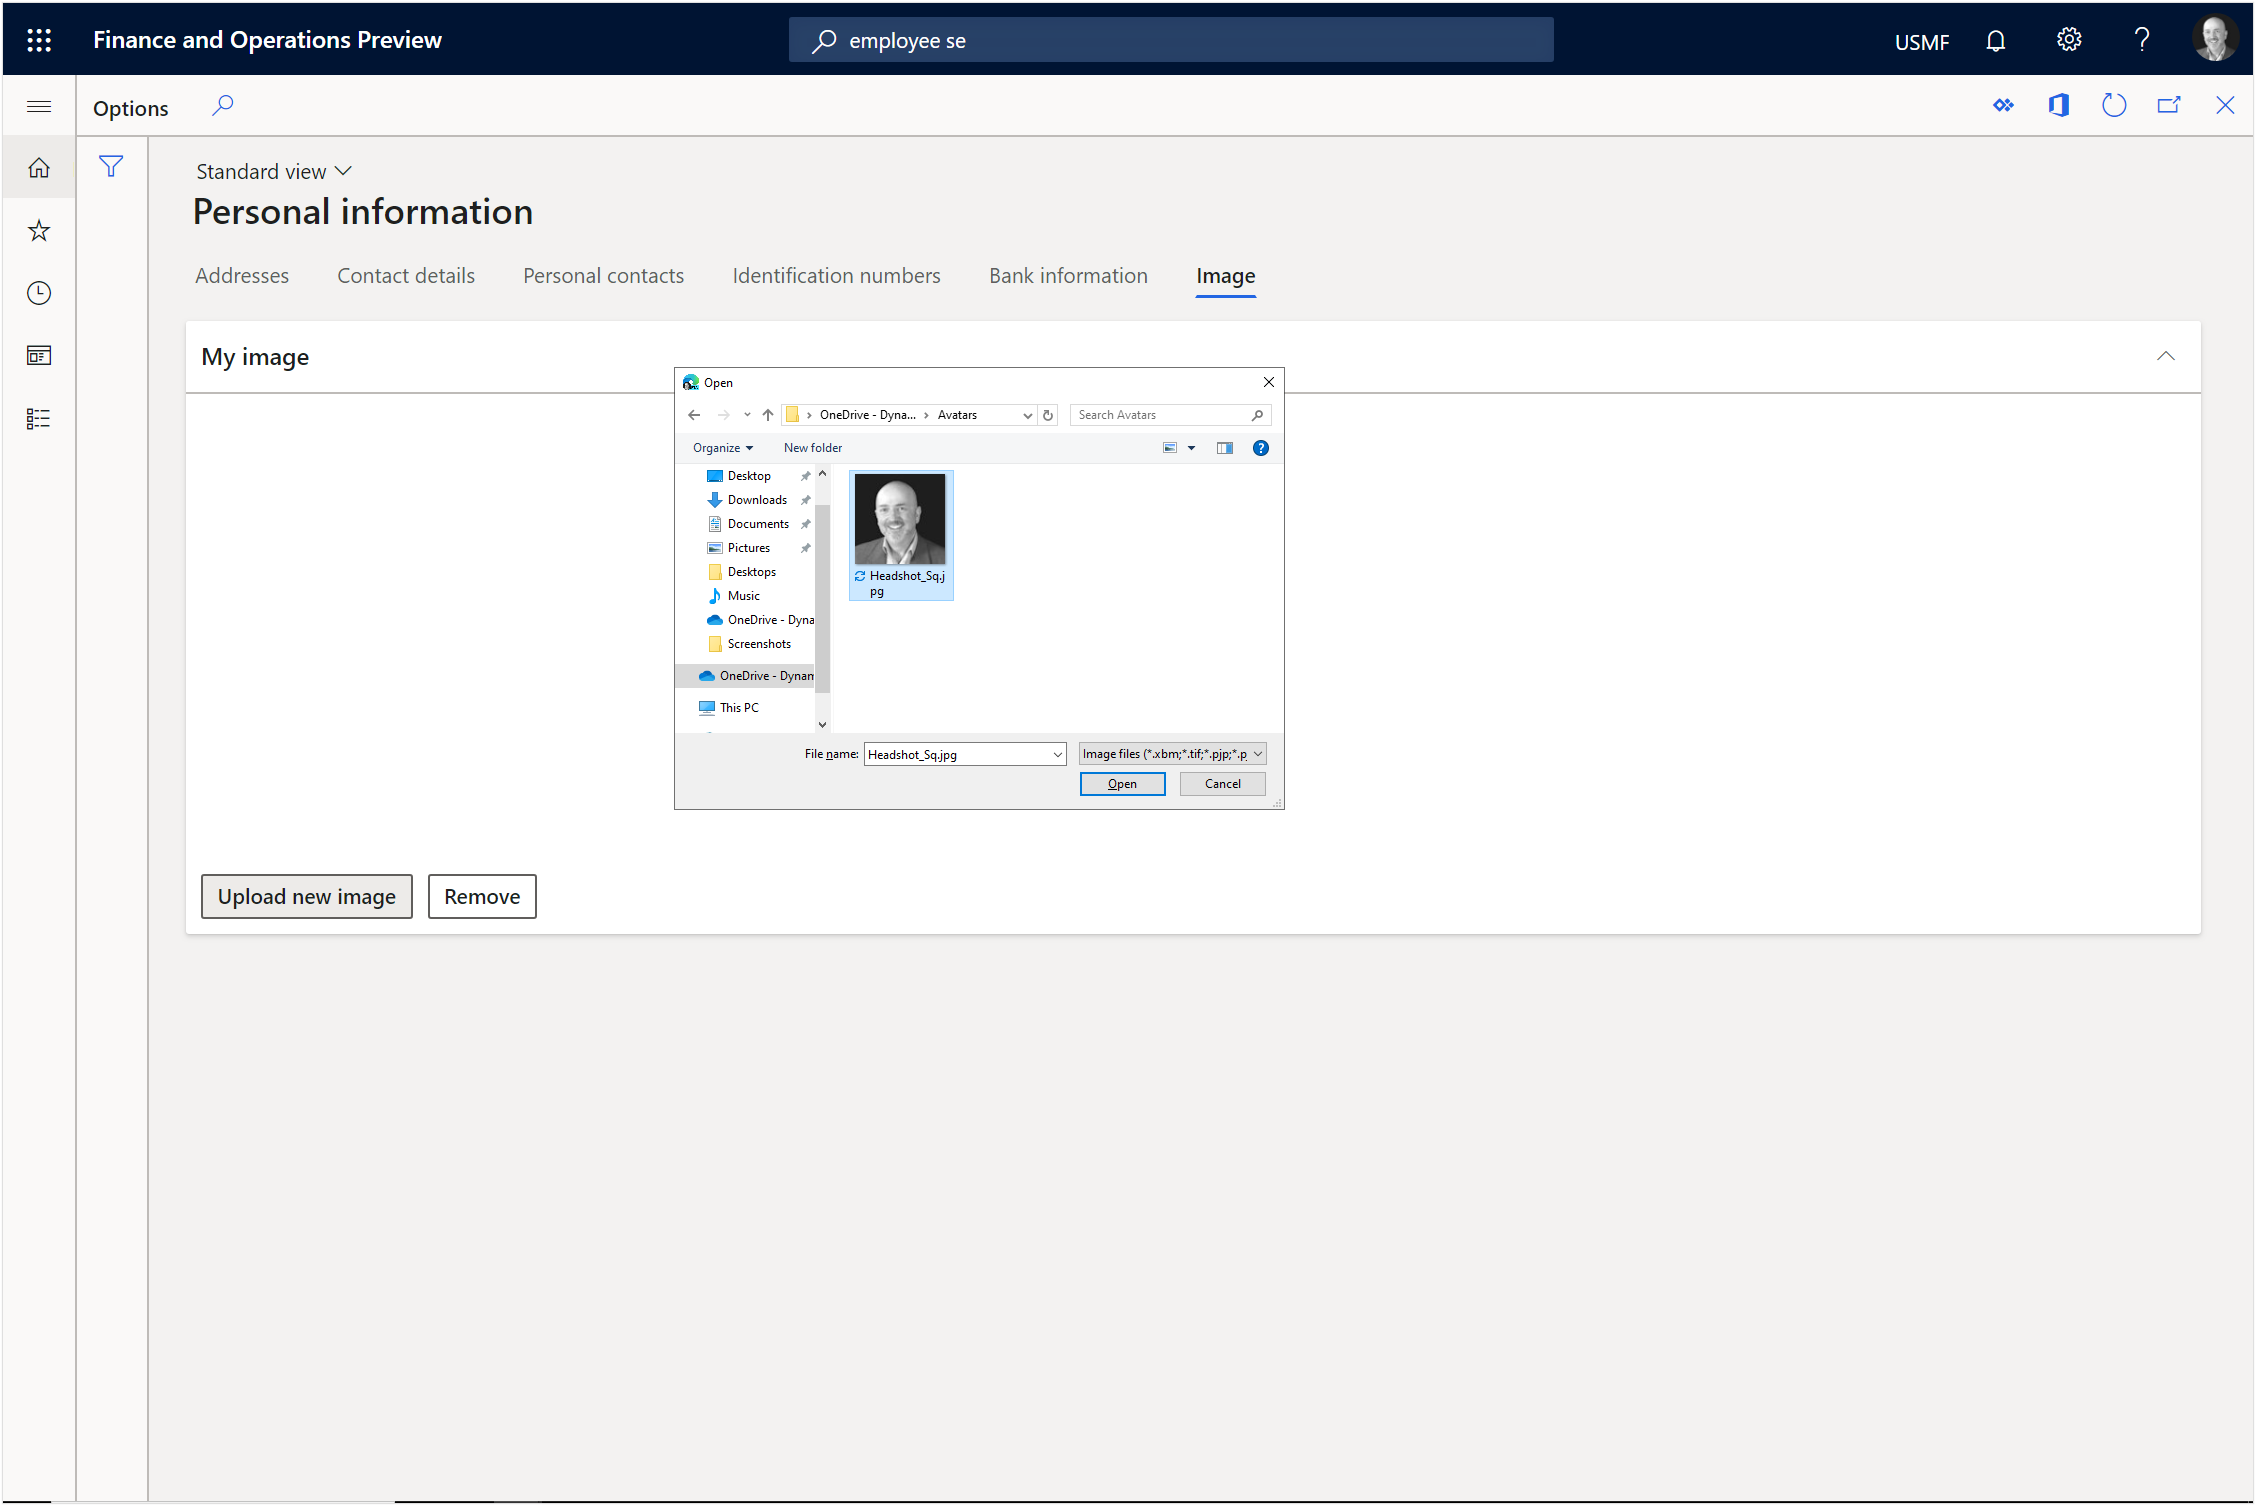 Finance and Operations Preview
employee se
USMF
Options
Standard view
Personal information
Addresses Contact details Personal contacts Identification numbers Bank information Image
My image
Open
OneDrive - Dyna... Avatars
Search Avatars
Organize New folder
Desktop
Downloads
Documents
Pictures
Desktops
Music
OneDrive - Dyna
Screenshots
OneDrive - Dynam
This PC
Headshot_Sq.j
pg
File name: Headshot_Sq.jpg
Image files (*.xbm;*.tif;*.pjp;*.p
Open Cancel
Upload new image Remove